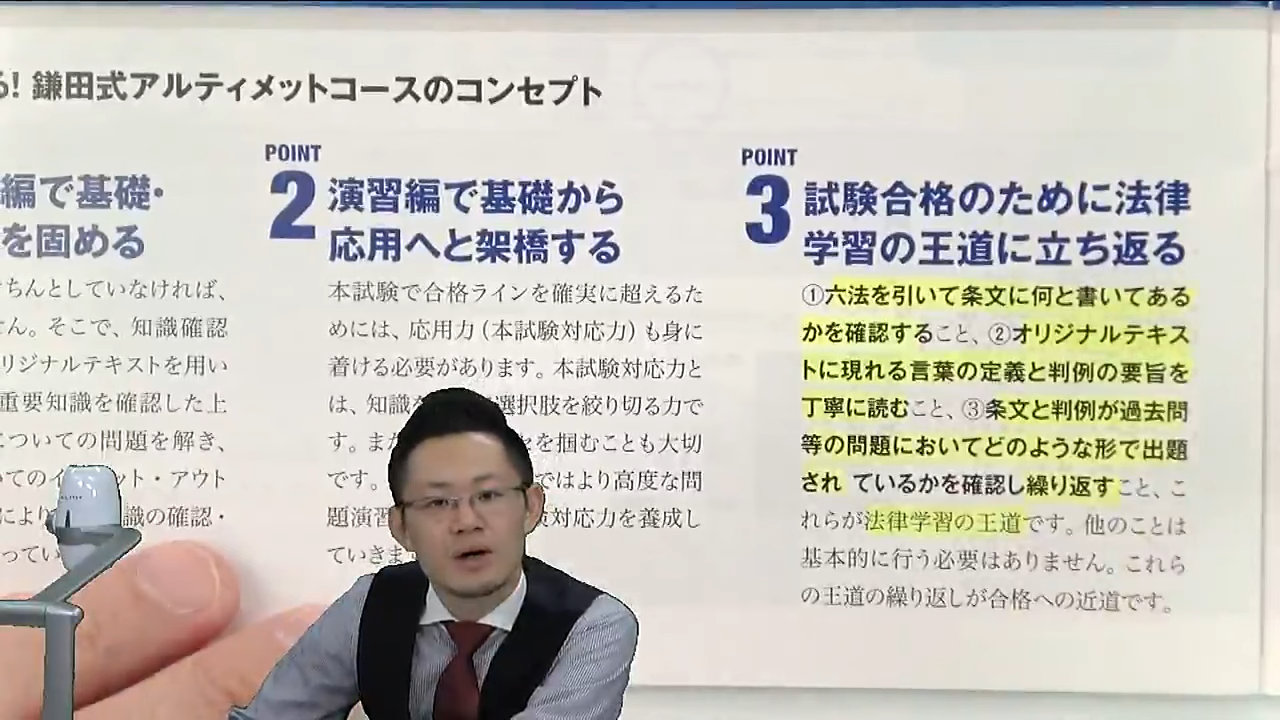 ！鎌田式アルティメットコースのコンセプト
編で基礎・
を固める
ちんとしていなければ、
せん。そこで、知識確認
リジナルテキストを用い
重要知識を確認した上
についての問題を解き、
いてのイ ット・アウト
により 識の確認・
ってい
POINT
2
演習編で基礎から
応用へと架橋する
本試験で合格ラインを確実に超えるた
めには、応用力（本試験対応力）も身に
着ける必要があります。本試験対応力と
は、知識 選択肢を絞り切る力で
す。ま とを掴むことも大切
です。 ではより高度な問
題演習 対応力を養成し
ていきま
POINT
3
試験合格のために法律
学習の王道に立ち返る
①六法を引いて条文に何と書いてある
かを確認すること、②オリジナルテキス
トに現れる言葉の定義と判例の要旨を
丁寧に読むこと、③条文と判例が過去問
等の問題においてどのような形で出題
され ているかを確認し繰り返すこと、こ
れらが法律学習の王道です。他のことは
基本的に行う必要はありません。これら
の王道の繰り返しが合格への近道です。